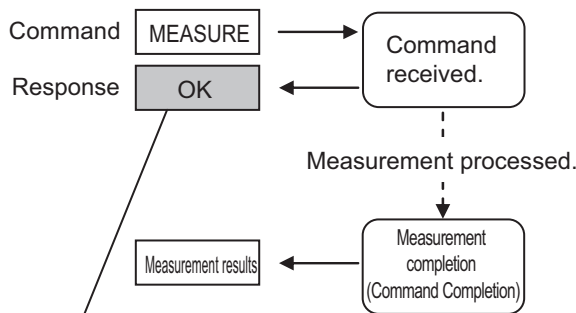 Command
MEASURE
Command
received.
Response
OK
Measurement processed.
Measurement
completion
(Command Completion)
Measurement results